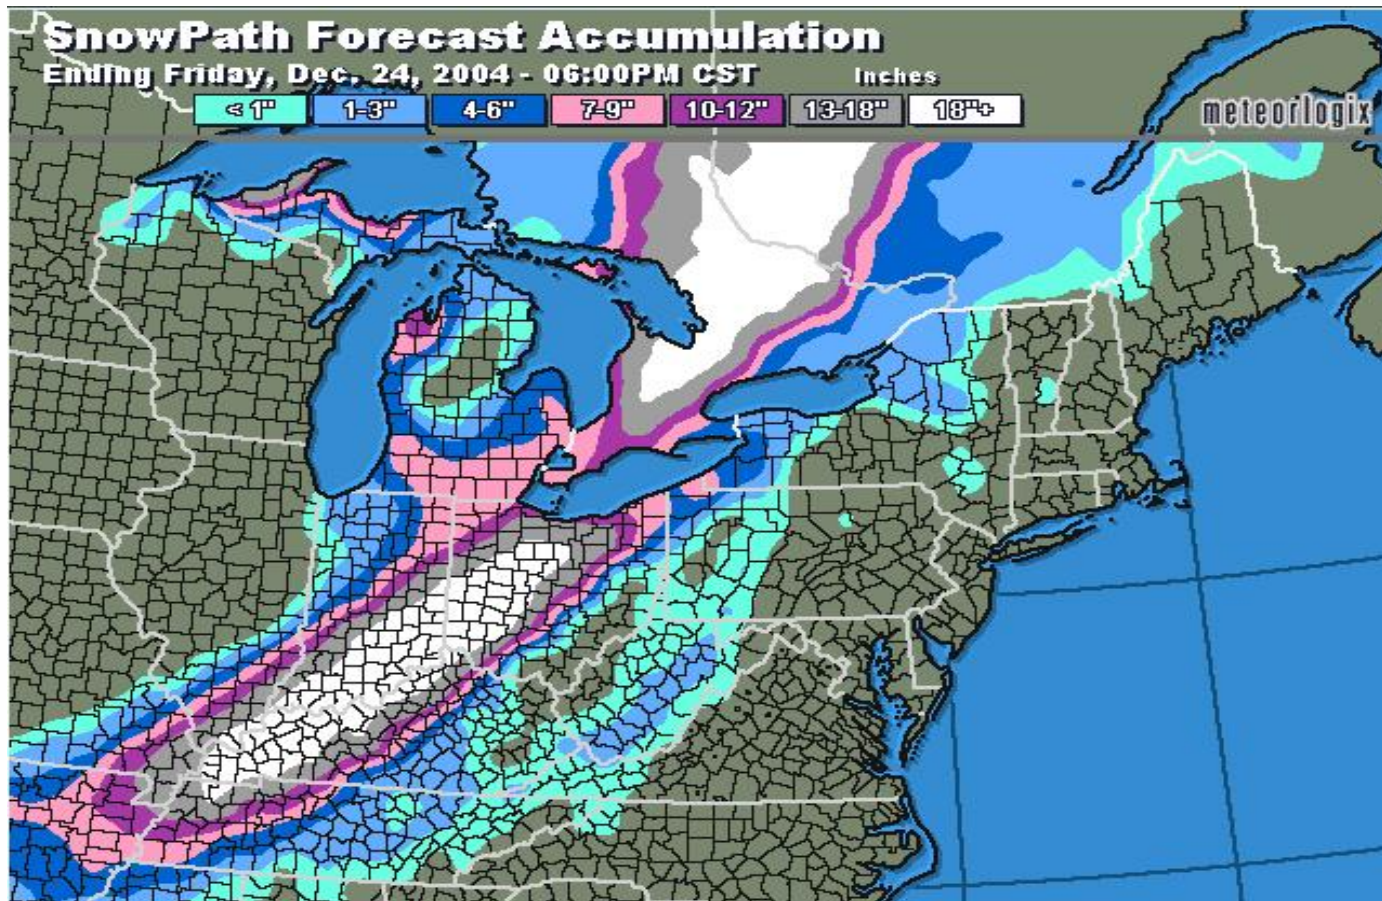 SnowPath Forecast Accumulation
Ending Friday, Dec. 24, 2004 - 06:00PM CST Inches
< 1" 1-3" 4-6" 7-9" 10-12" 13-18" 18"+
meteorlogix